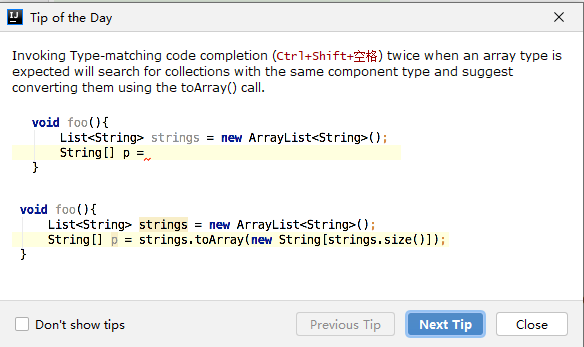 IJ Tip of the Day
Invoking Type-matching code completion (Ctrl+Shift+空格) twice when an array type is
expected will search for collections with the same component type and suggest
converting them using the toArray() call.
void foo(){
List<String> strings = new ArrayList<String>();
String[] p =
}
void foo(){
List<String> strings = new ArrayList<String>();
String[] p = strings.toArray(new String[strings.size()]);
}
Don't show tips
Previous Tip
Next Tip
Close